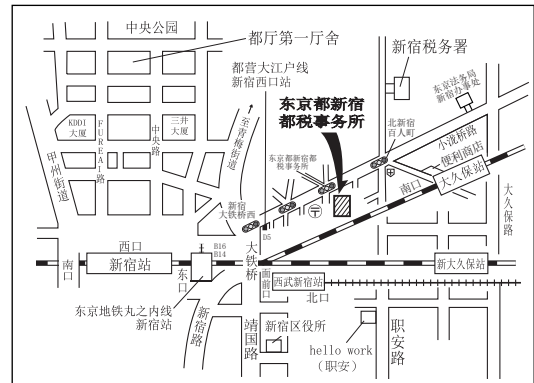 中央公园
都厅第一厅舍
新宿税务署
都营大江户线
新宿西口站
东京法务局
新宿办事处
东京都新宿
都税事务所
KDDI
大厦
FUREAI路
中央路
三井
大厦
至青梅街道
北新宿
百人町
小泷桥路
便利商店
东京都新宿都
税事务所
甲州街道
大久保站
南口
新宿
大铁桥西
大久保路
D5
西口
B16
B14
大铁桥
南口
新宿站
东口
面前口
西武新宿站
新大久保站
北口
东京地铁丸之内线
新宿站
新宿路
靖国路
新宿区役所
hello work
（职安）
职安路